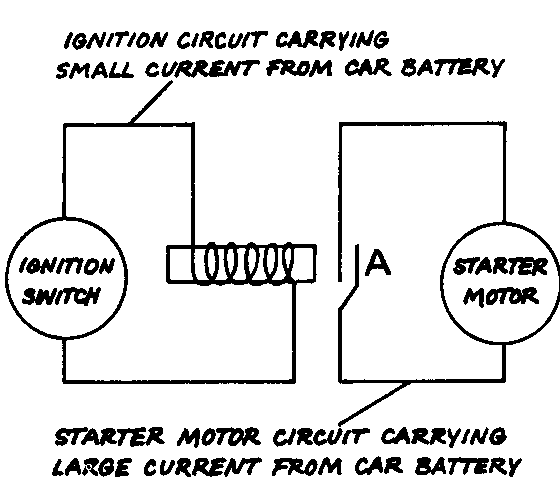 IGNITION CIRCUIT CARRYING
SMALL CURRENT FROM CAR BATTERY
IGNITION
SWITCH
A
STARTER
MOTOR
STARTER MOTOR CIRCUIT CARRYING
LARGE CURRENT FROM CAR BATTERY